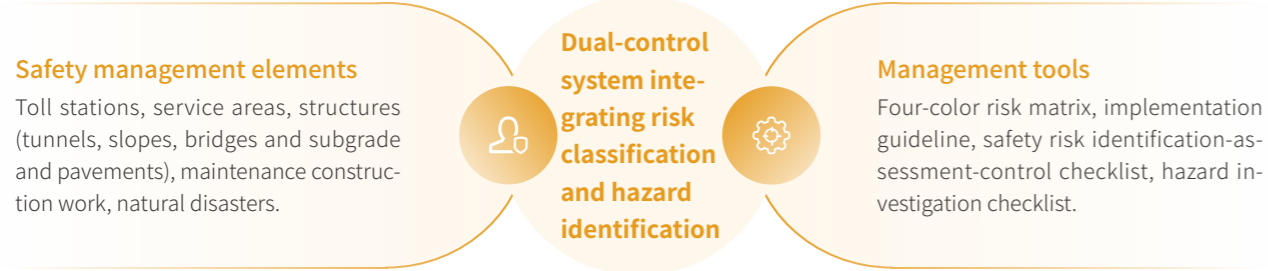 Safety management elements
Toll stations, service areas, structures
(tunnels, slopes, bridges and subgrade
and pavements), maintenance construc-
tion work, natural disasters.
Dual-control
system inte-
grating risk
classification
and hazard
identification
Management tools
Four-color risk matrix, implementation
guideline, safety risk identification-as-
sessment-control checklist, hazard in-
vestigation checklist.